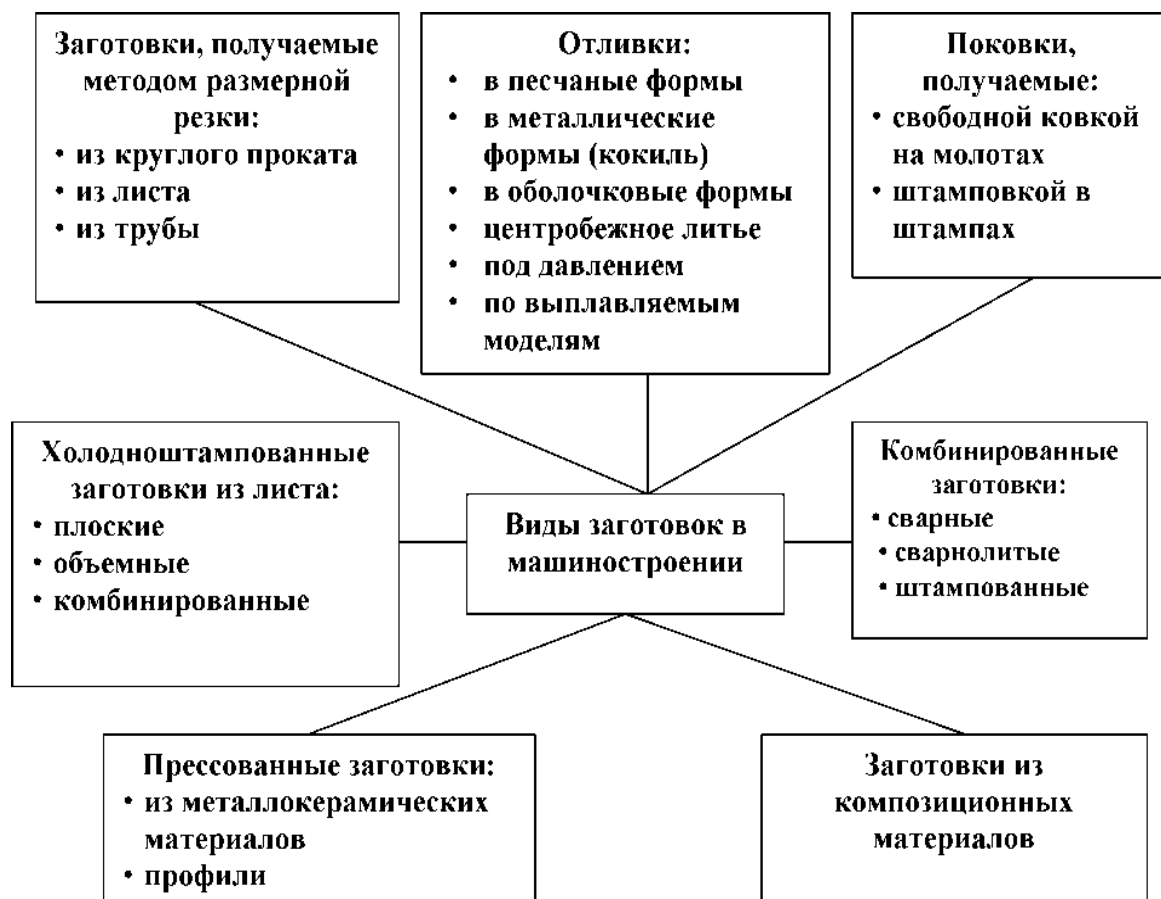 Заготовки, получаемые
методом размерной
резки:
• из круглого проката
• из листа
• из трубы
Отливки:
• в песчаные формы
• в металлические
формы (кокиль)
• в оболочковые формы
• центробежное литье
• под давлением
• по выплавляемым
моделям
Поковки,
получаемые:
• свободной ковкой
на молотах
• штамповкой в
штампах
Холодноштампованные
заготовки из листа:
• плоские
• объемные
• комбинированные
Виды заготовок в
машиностроении
Комбинированные
заготовки:
• сварные
• сварнолитые
• штампованные
Прессованные заготовки:
• из металлокерамических
материалов
• профили
Заготовки из
композиционных
материалов